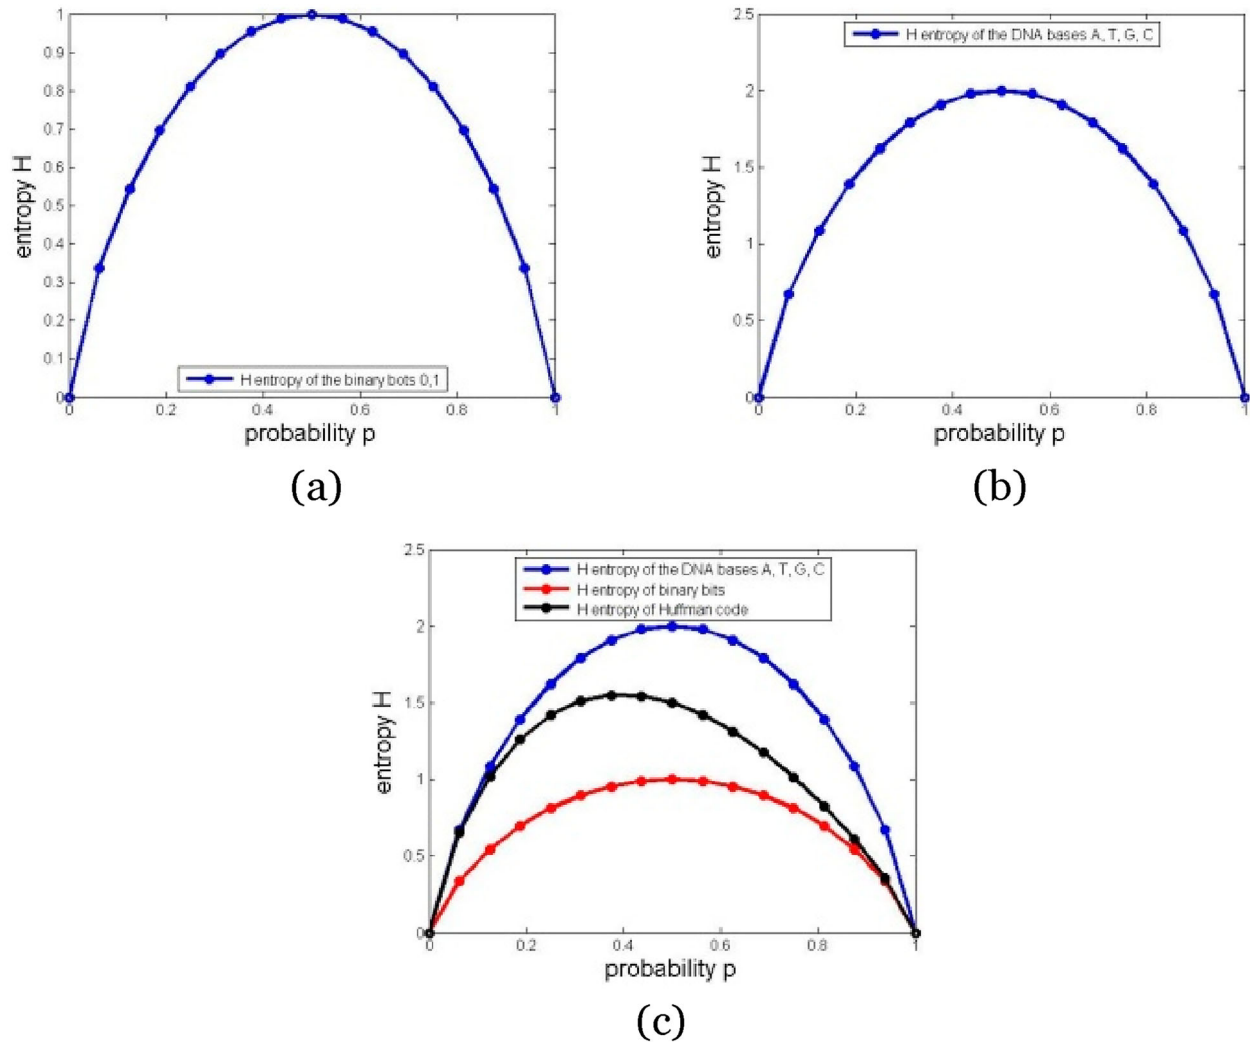 1
0.9
0.8
0.7
0.6
0.5
0.4
0.3
0.2
0.1
0
entropy H
H entropy of the binary bots 0,1
0 0.2 0.4 0.6 0.8 1
probability p
(a)
2.5
2
1.5
1
0.5
0
entropy H
H entropy of the DNA bases A, T, G, C
0 0.2 0.4 0.6 0.8 1
probability p
(b)
2.5
2
1.5
1
0.5
0
entropy H
H entropy of the DNA bases A, T, G, C
H entropy of binary bits
H entropy of Huffman code
0 0.2 0.4 0.6 0.8 1
probability p
(c)